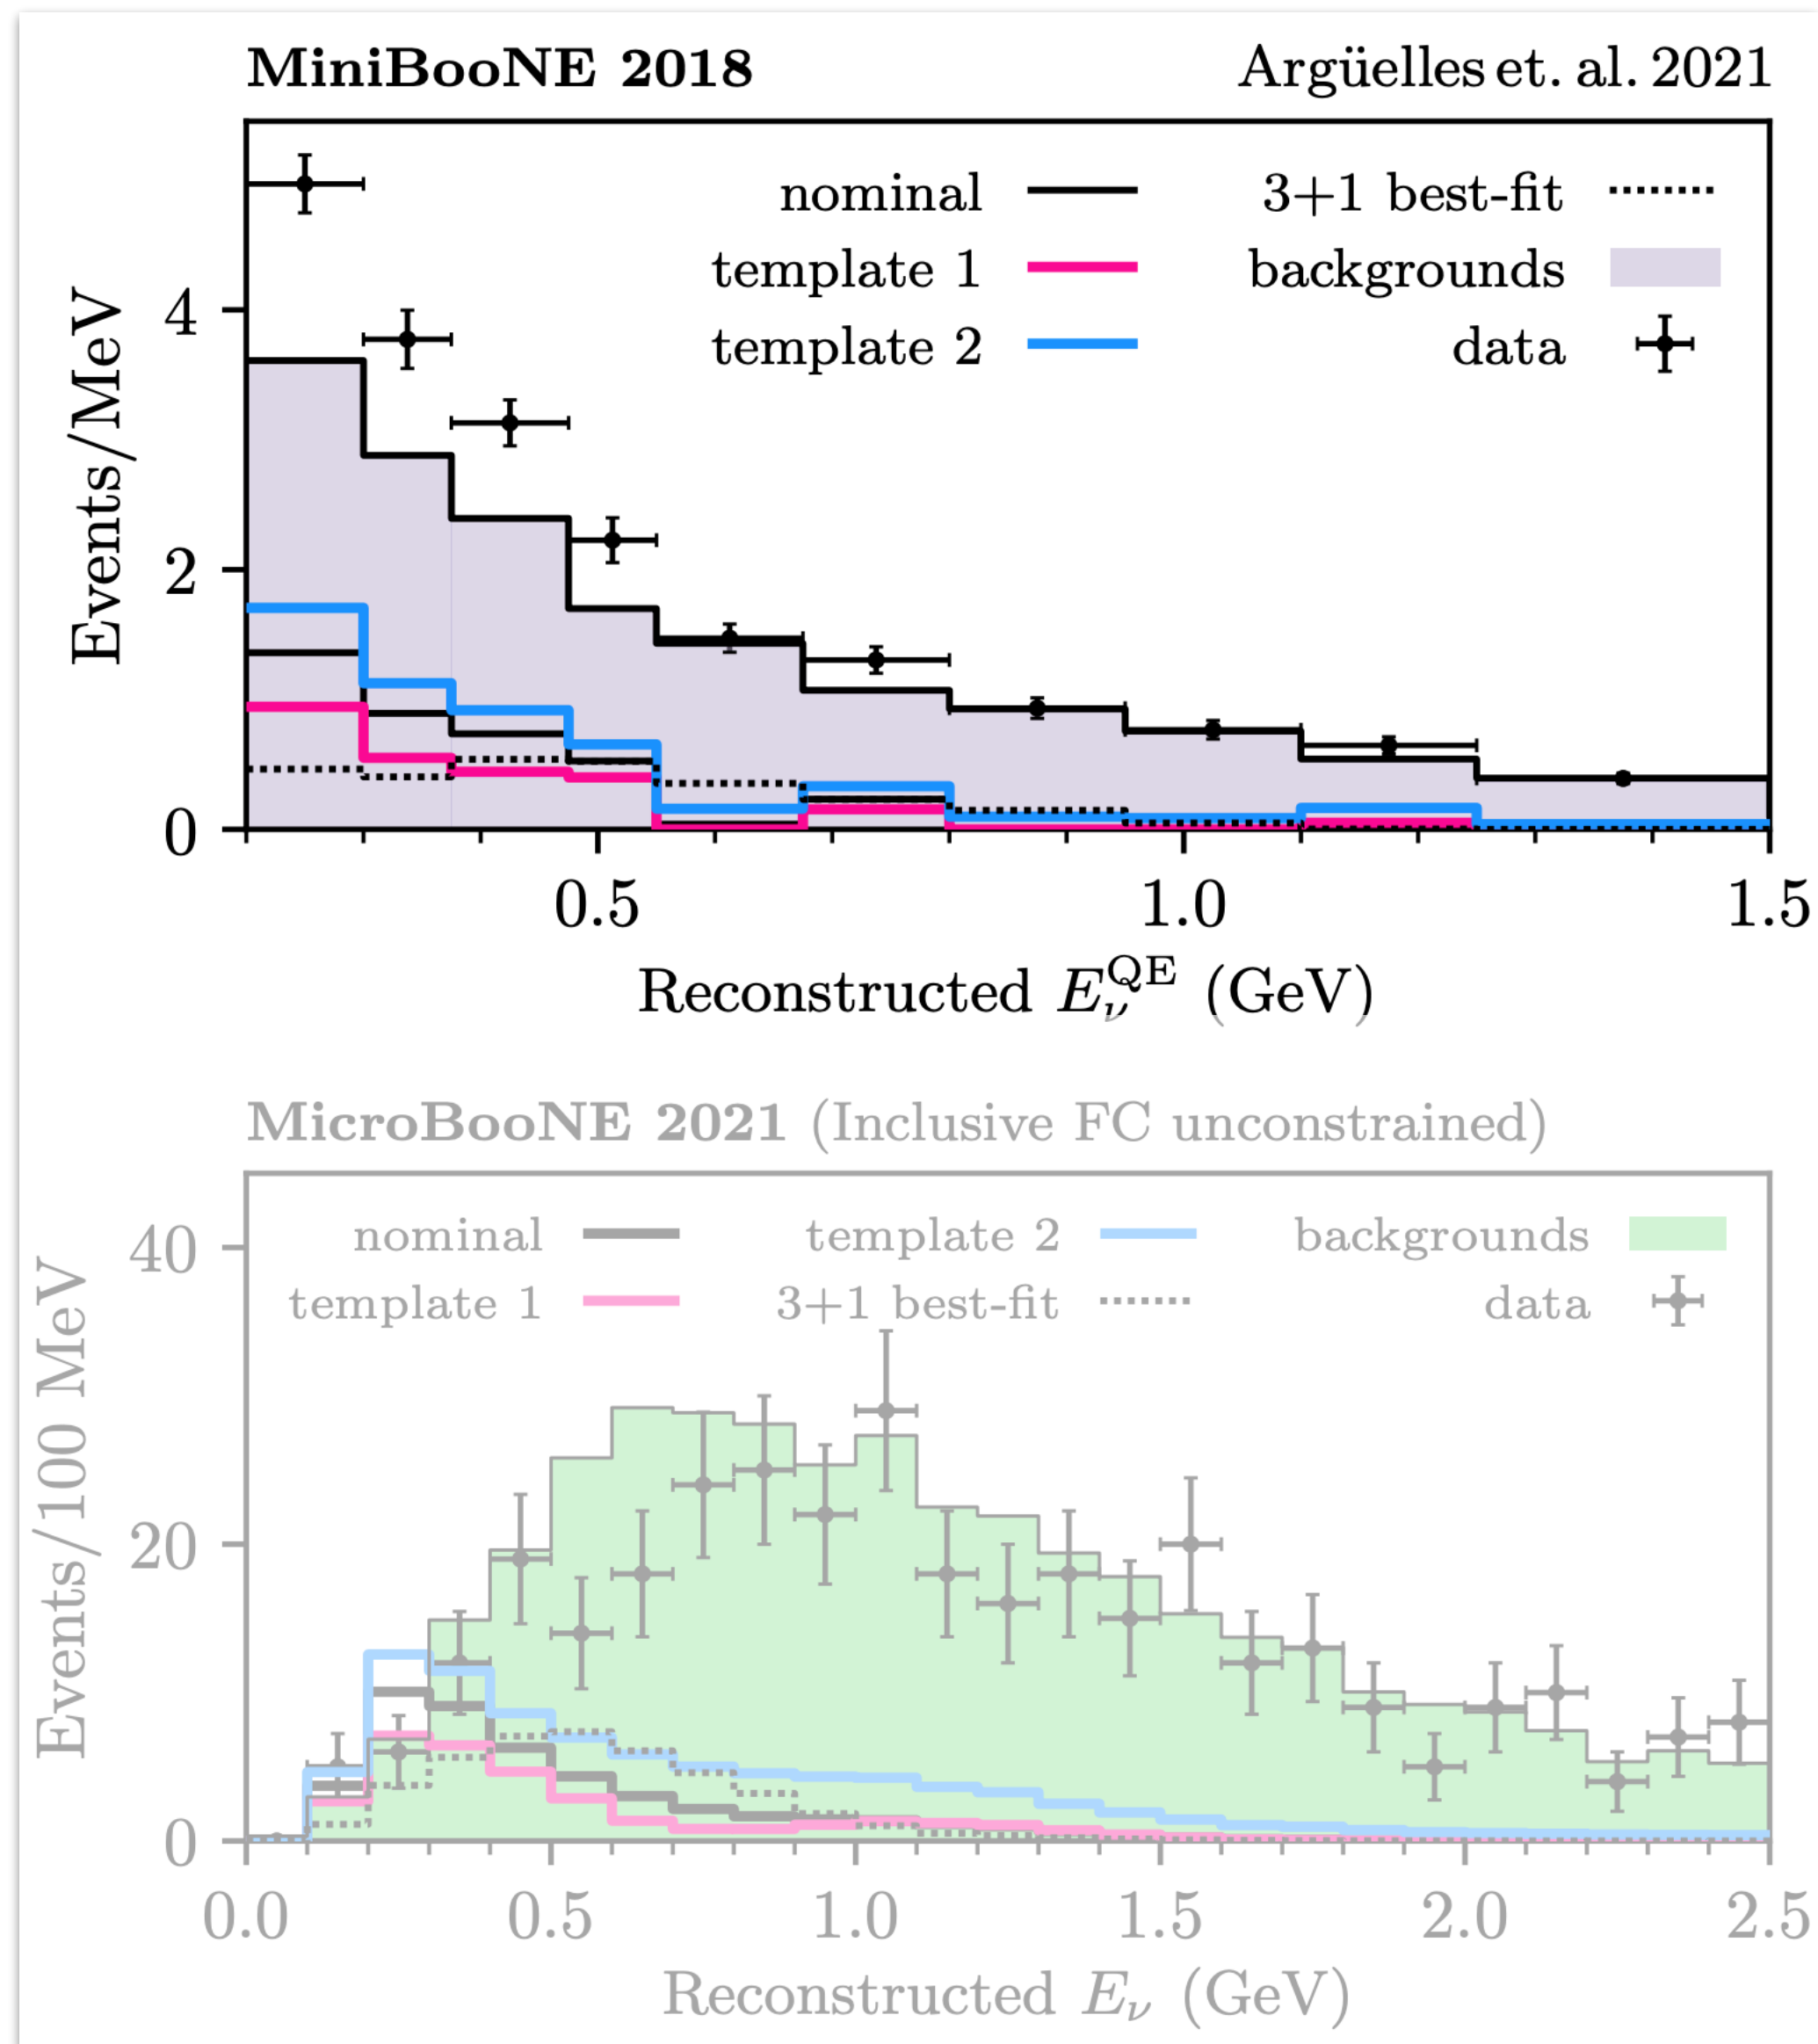 MiniBooNE 2018 Argüelles et. al. 2021
nominal 3+1 best-fit
template 1 backgrounds
template 2 data
Events/MeV
4
2
0
0.5 1.0 1.5
Reconstructed E_ν^QE (GeV)
MicroBooNE 2021 (Inclusive FC unconstrained)
nominal template 2 backgrounds
template 1 3+1 best-fit data
Events/100 MeV
40
20
0
0.0 0.5 1.0 1.5 2.0 2.5
Reconstructed E_ν (GeV)